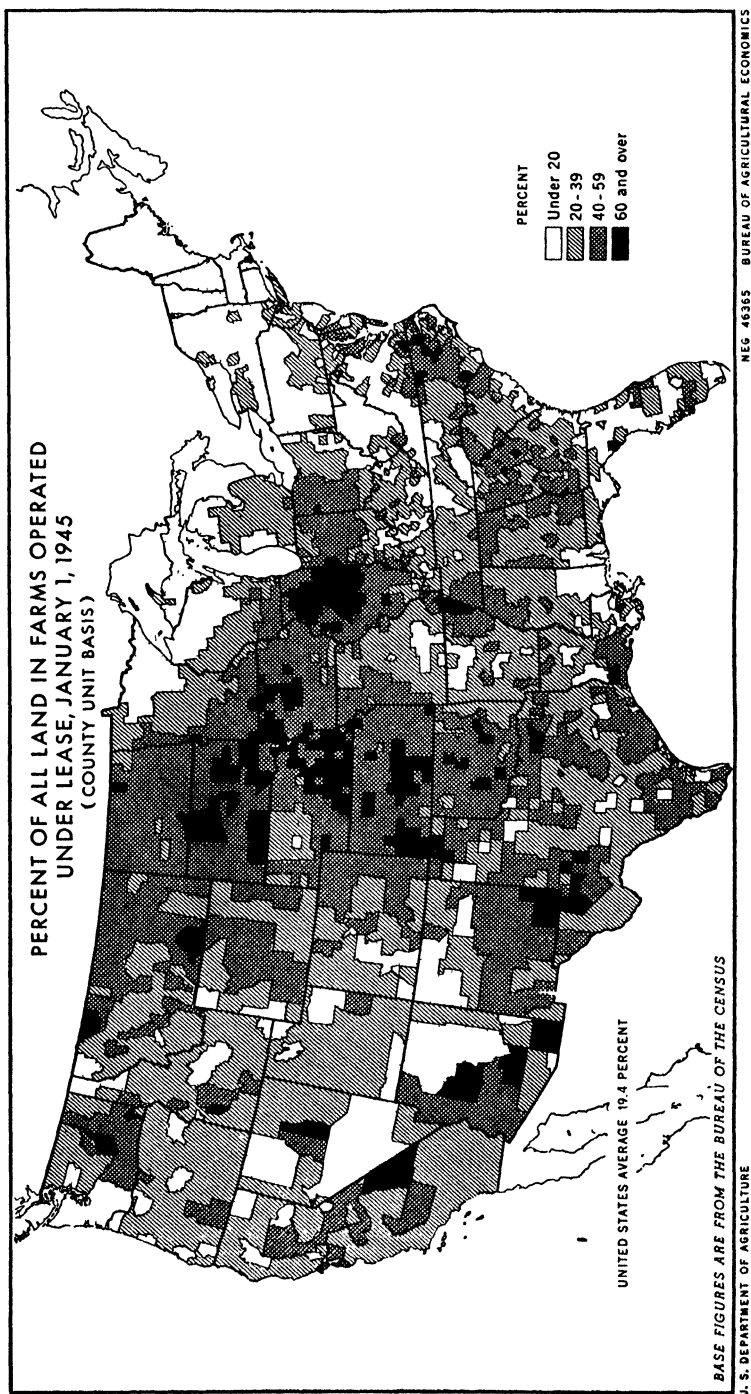 PERCENT OF ALL LAND IN FARMS OPERATED
UNDER LEASE, JANUARY 1, 1945
(COUNTY UNIT BASIS)
PERCENT
Under 20
20 - 39
40 - 59
60 and over
UNITED STATES AVERAGE 19.4 PERCENT
BASE FIGURES ARE FROM THE BUREAU OF THE CENSUS
U. S. DEPARTMENT OF AGRICULTURE
NEG 46365 BUREAU OF AGRICULTURAL ECONOMICS